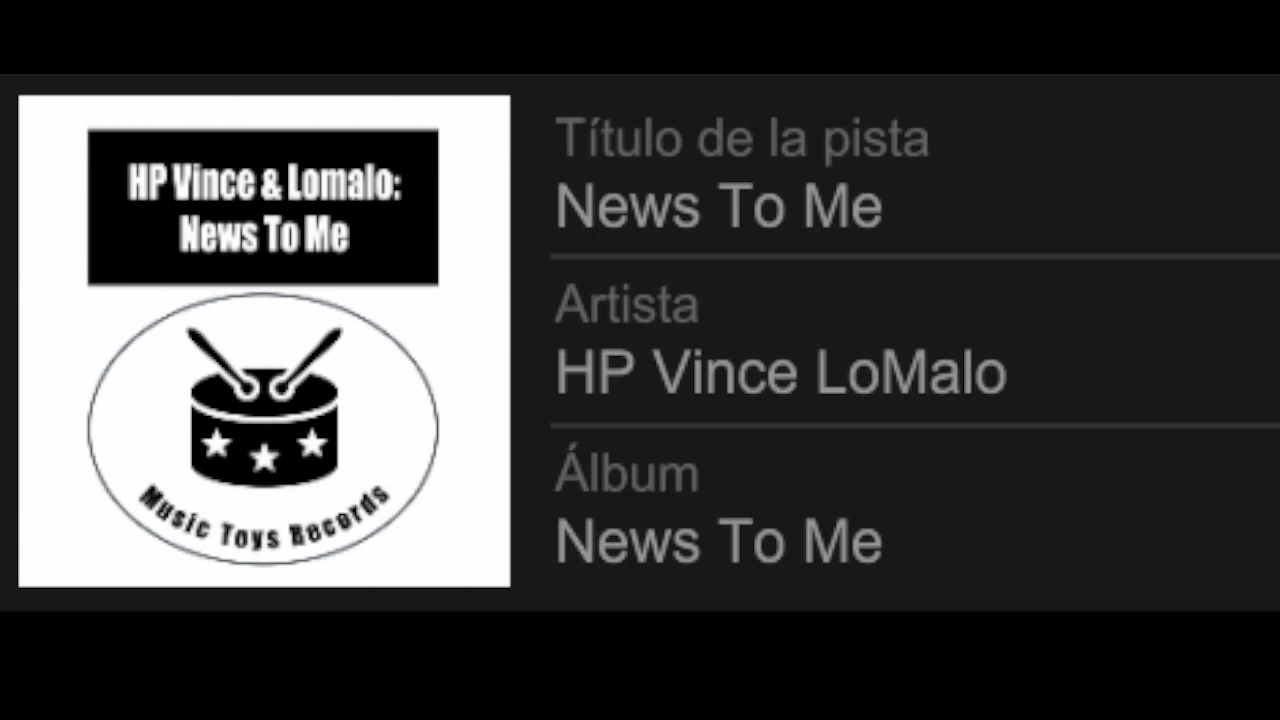 HP Vince & Lomalo:
News To Me
Music Toys Records
Título de la pista
News To Me
Artista
HP Vince LoMalo
Álbum
News To Me